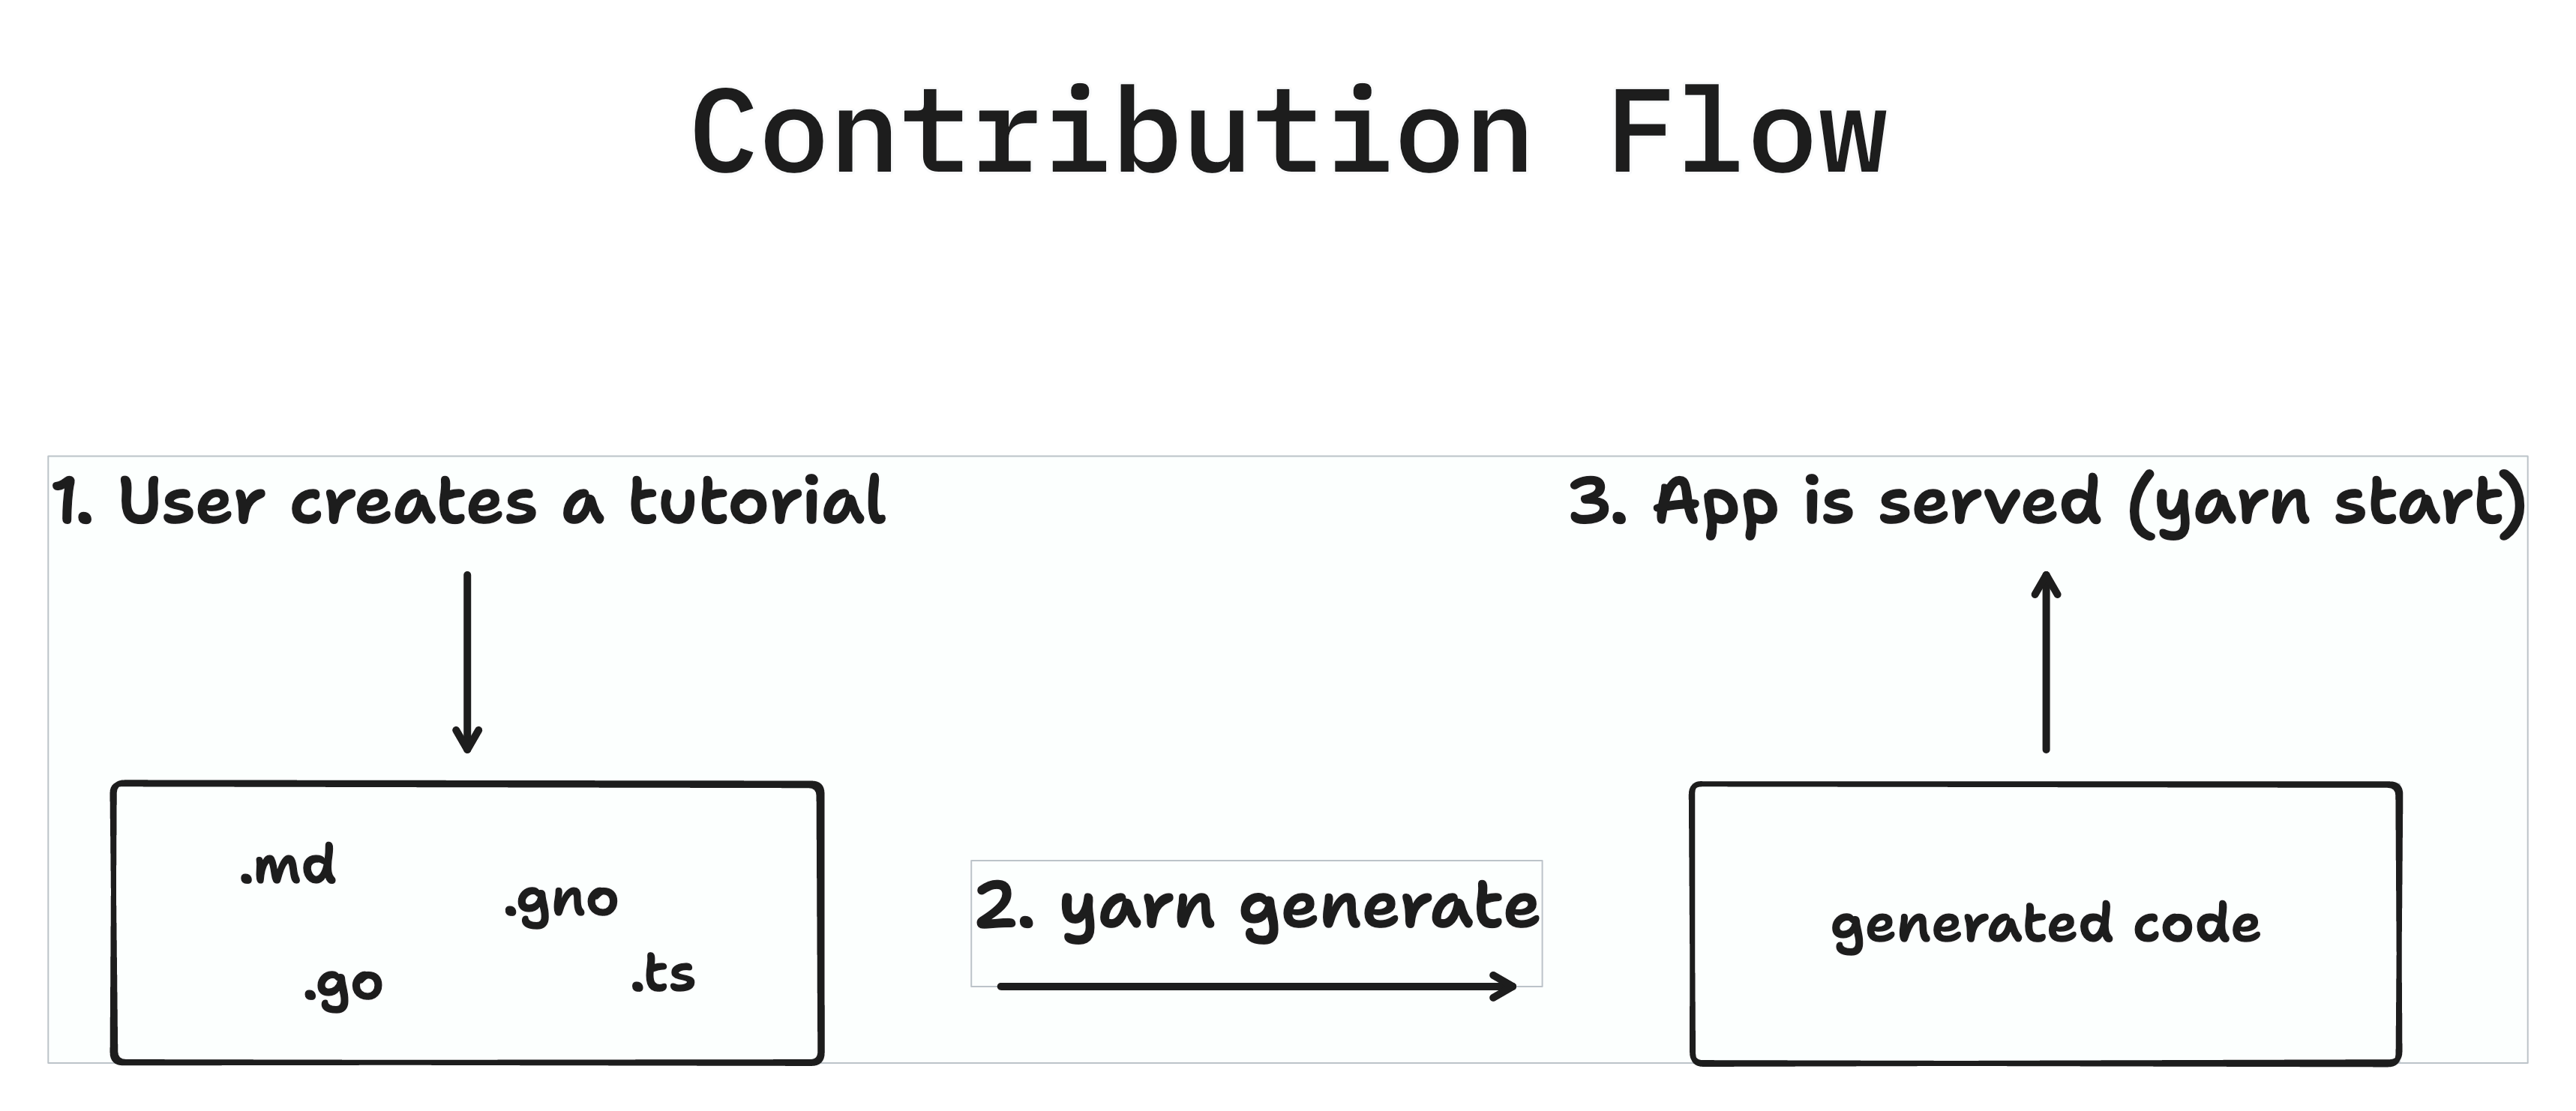 Contribution Flow
1. User creates a tutorial
3. App is served (yarn start)
.md
.gno
.go
.ts
2. yarn generate
generated code